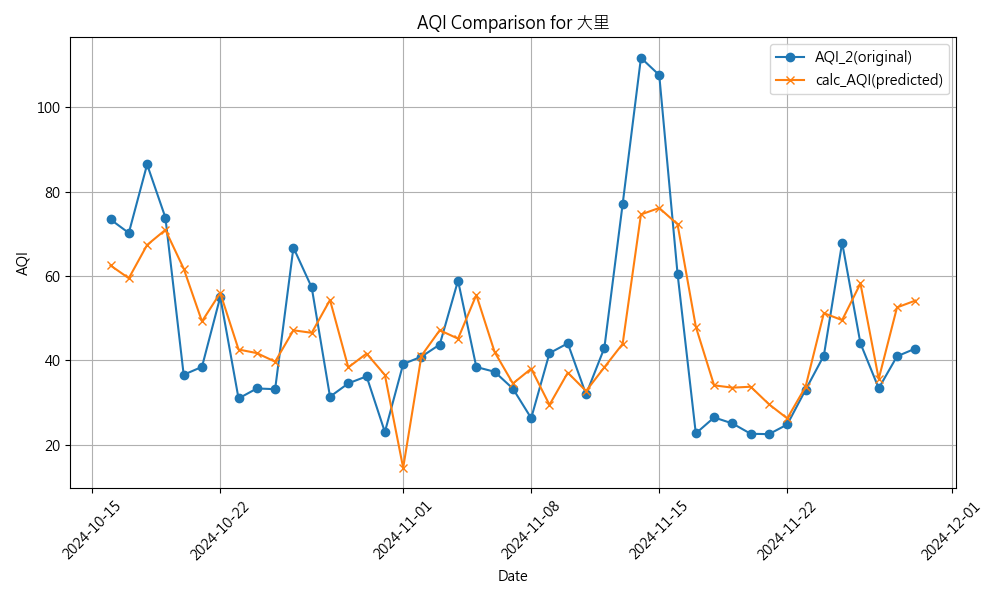 AQI Comparison for 大里
AQI_2(original)
calc_AQI(predicted)
AQI
100
80
60
40
20
2024-10-15
2024-10-22
2024-11-01
2024-11-08
2024-11-15
2024-11-22
2024-12-01
Date